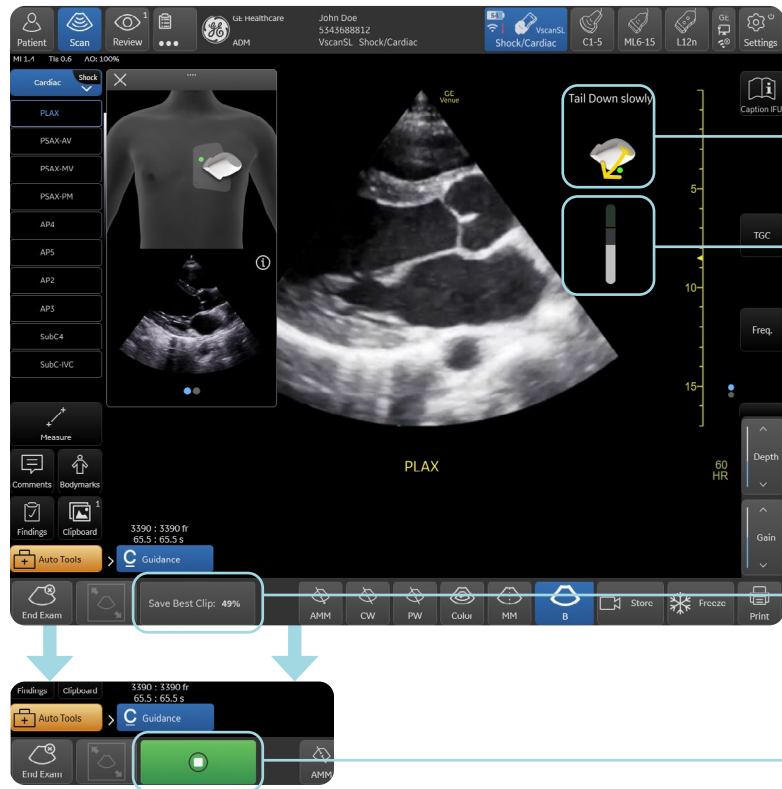 Patient
Scan
Review
1
GE Healthcare
ADM
John Doe
5343688812
VscanSL Shock/Cardiac
VscanSL
Shock/Cardiac
C1-5
ML6-15
L12n
GE
Settings
MI 1.4 TIs 0.6 AO: 100%
Cardiac
Shock
PLAX
PSAX-AV
PSAX-MV
PSAX-PM
AP4
AP5
AP2
AP3
SubC4
SubC-IVC
Measure
Comments
Bodymarks
Findings
Clipboard
1
GE
Venue
Tail Down slowly
5
10
15
PLAX
60
HR
Caption IFU
TGC
Freq.
Depth
Gain
3390 : 3390 fr
65.5 : 65.5 s
Auto Tools
>
C Guidance
End Exam
Save Best Clip: 49%
AMM
CW
PW
Color
MM
B
Store
Freeze
Print
Findings
Clipboard
3390 : 3390 fr
65.5 : 65.5 s
Auto Tools
>
C Guidance
End Exam
AMM